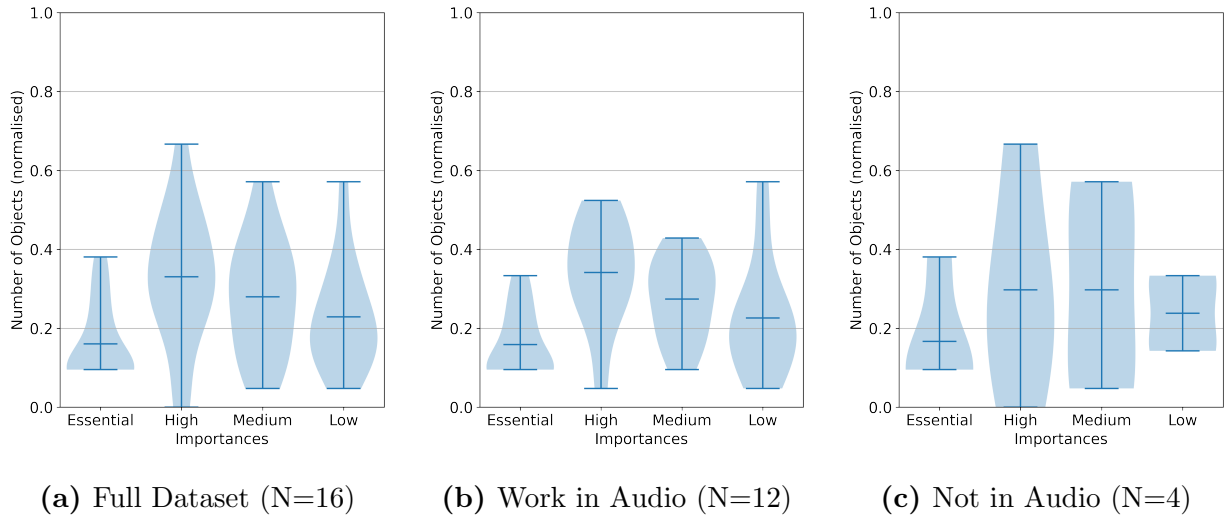 1.0
0.8
0.6
0.4
0.2
0.0
Number of Objects (normalised)
Essential High Medium Low
Importances
(a) Full Dataset (N=16)
1.0
0.8
0.6
0.4
0.2
0.0
Number of Objects (normalised)
Essential High Medium Low
Importances
(b) Work in Audio (N=12)
1.0
0.8
0.6
0.4
0.2
0.0
Number of Objects (normalised)
Essential High Medium Low
Importances
(c) Not in Audio (N=4)